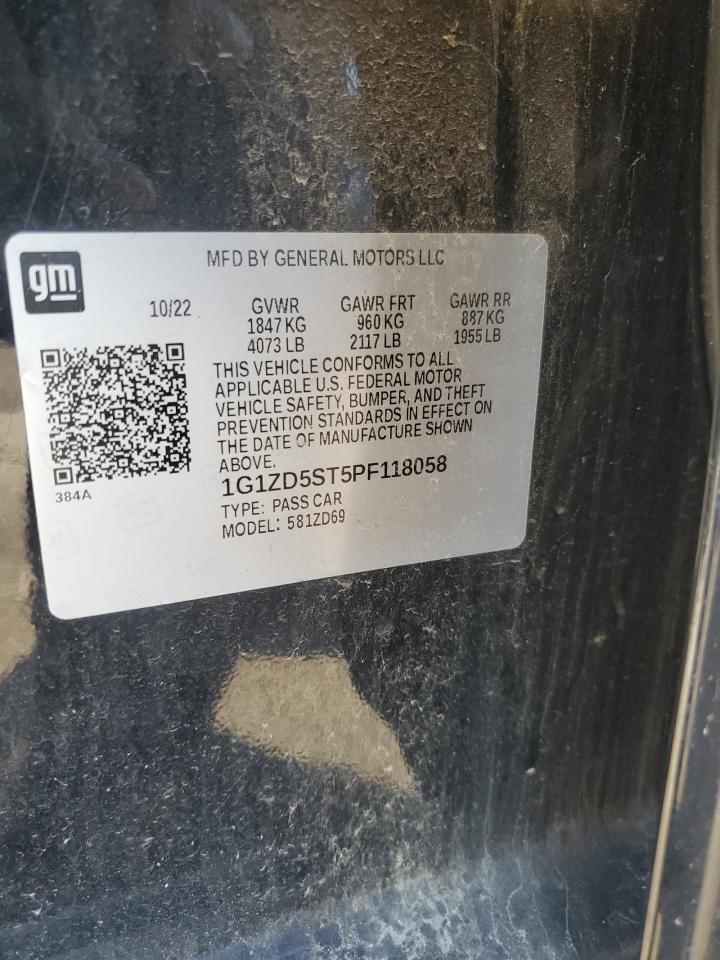 gm
MFD BY GENERAL MOTORS LLC
10/22 GVWR GAWR FRT GAWR RR
1847 KG 960 KG 887 KG
4073 LB 2117 LB 1955 LB
THIS VEHICLE CONFORMS TO ALL
APPLICABLE U.S. FEDERAL MOTOR
VEHICLE SAFETY, BUMPER, AND THEFT
PREVENTION STANDARDS IN EFFECT ON
THE DATE OF MANUFACTURE SHOWN
ABOVE.
384A
1G1ZD5ST5PF118058
TYPE: PASS CAR
MODEL: 581ZD69